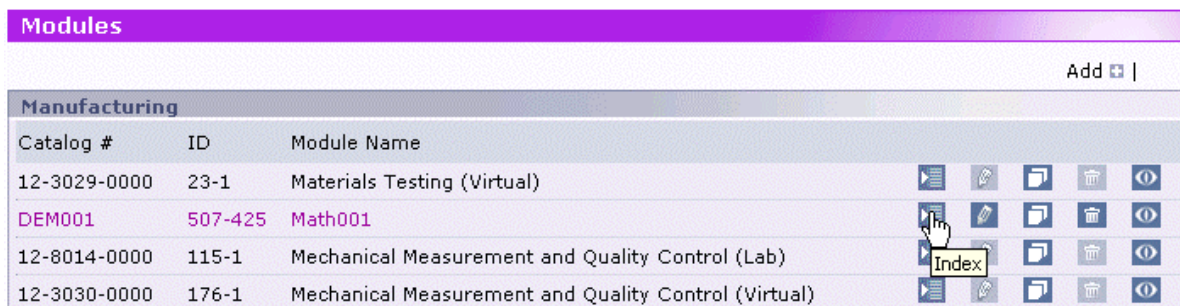 Modules
Add |
Manufacturing
Catalog # ID Module Name
12-3029-0000 23-1 Materials Testing (Virtual)
DEM001 507-425 Math001
12-8014-0000 115-1 Mechanical Measurement and Quality Control (Lab)
Index
12-3030-0000 176-1 Mechanical Measurement and Quality Control (Virtual)